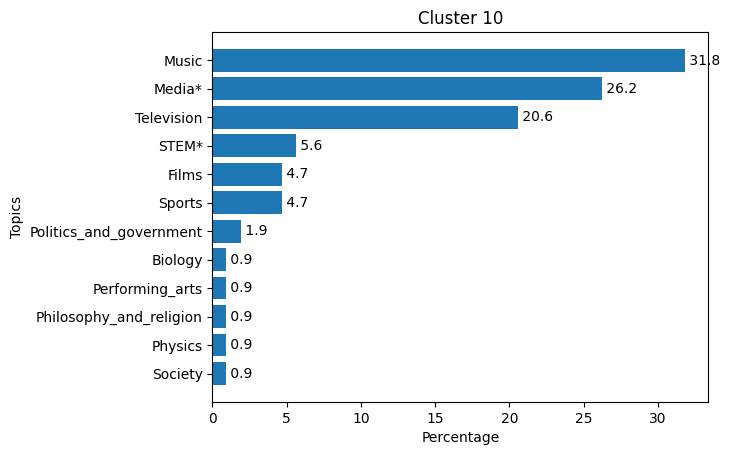 Cluster 10
Music 31.8
Media* 26.2
Television 20.6
STEM* 5.6
Films 4.7
Sports 4.7
Politics_and_government 1.9
Biology 0.9
Performing_arts 0.9
Philosophy_and_religion 0.9
Physics 0.9
Society 0.9
Topics
0 5 10 15 20 25 30
Percentage